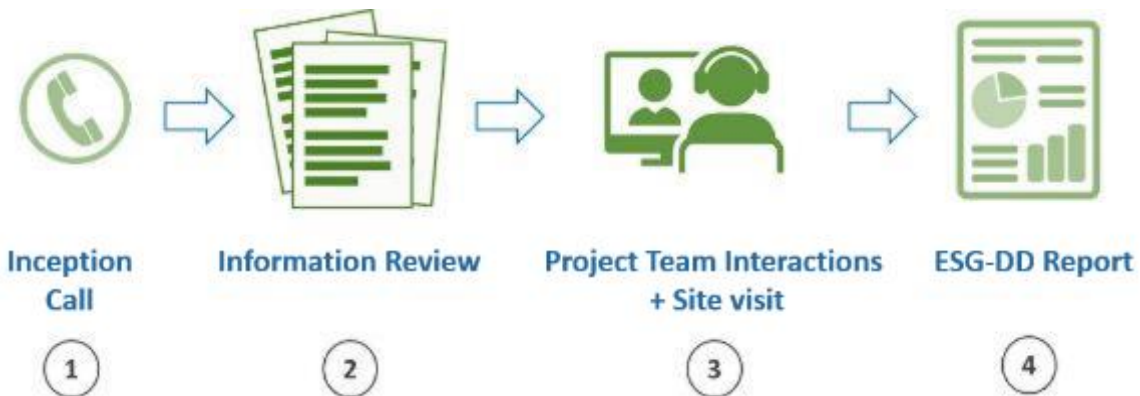 Inception
Call
Information Review
Project Team Interactions
+ Site visit
ESG-DD Report
1
2
3
4